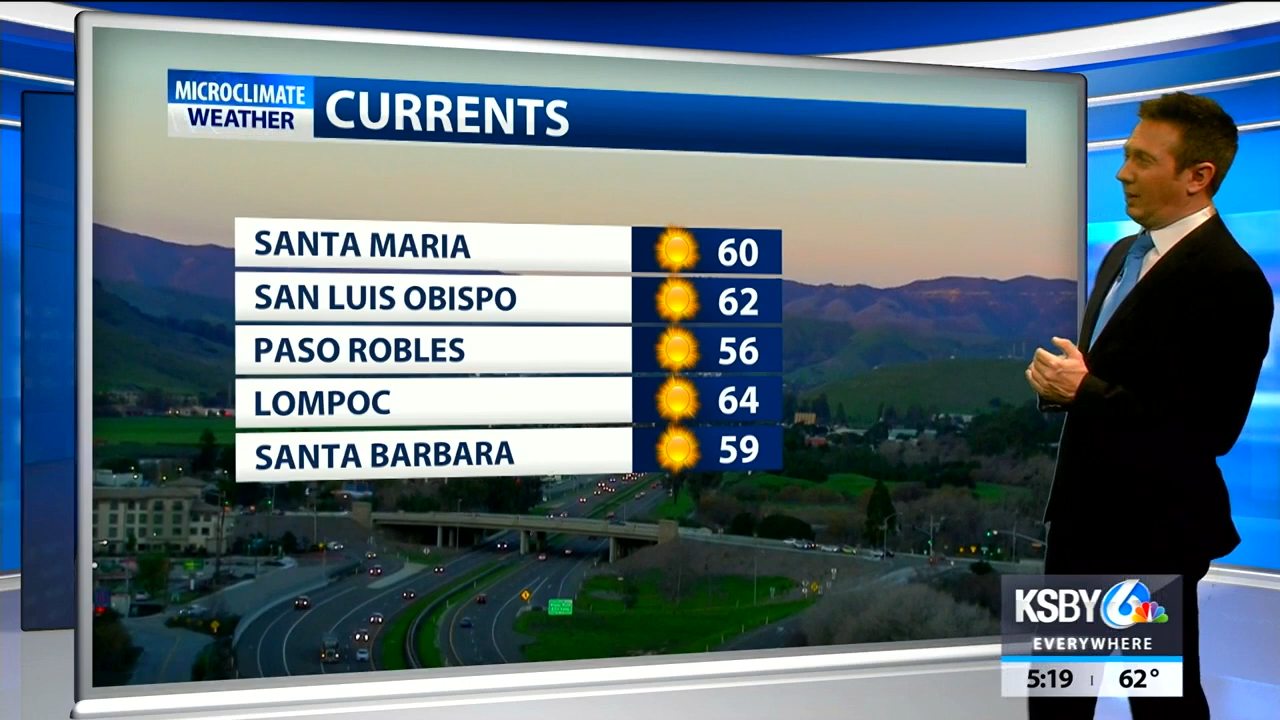 MICROCLIMATE
WEATHER
CURRENTS
SANTA MARIA 60
SAN LUIS OBISPO 62
PASO ROBLES 56
LOMPOC 64
SANTA BARBARA 59
KSBY 6
EVERYWHERE
5:19 62°